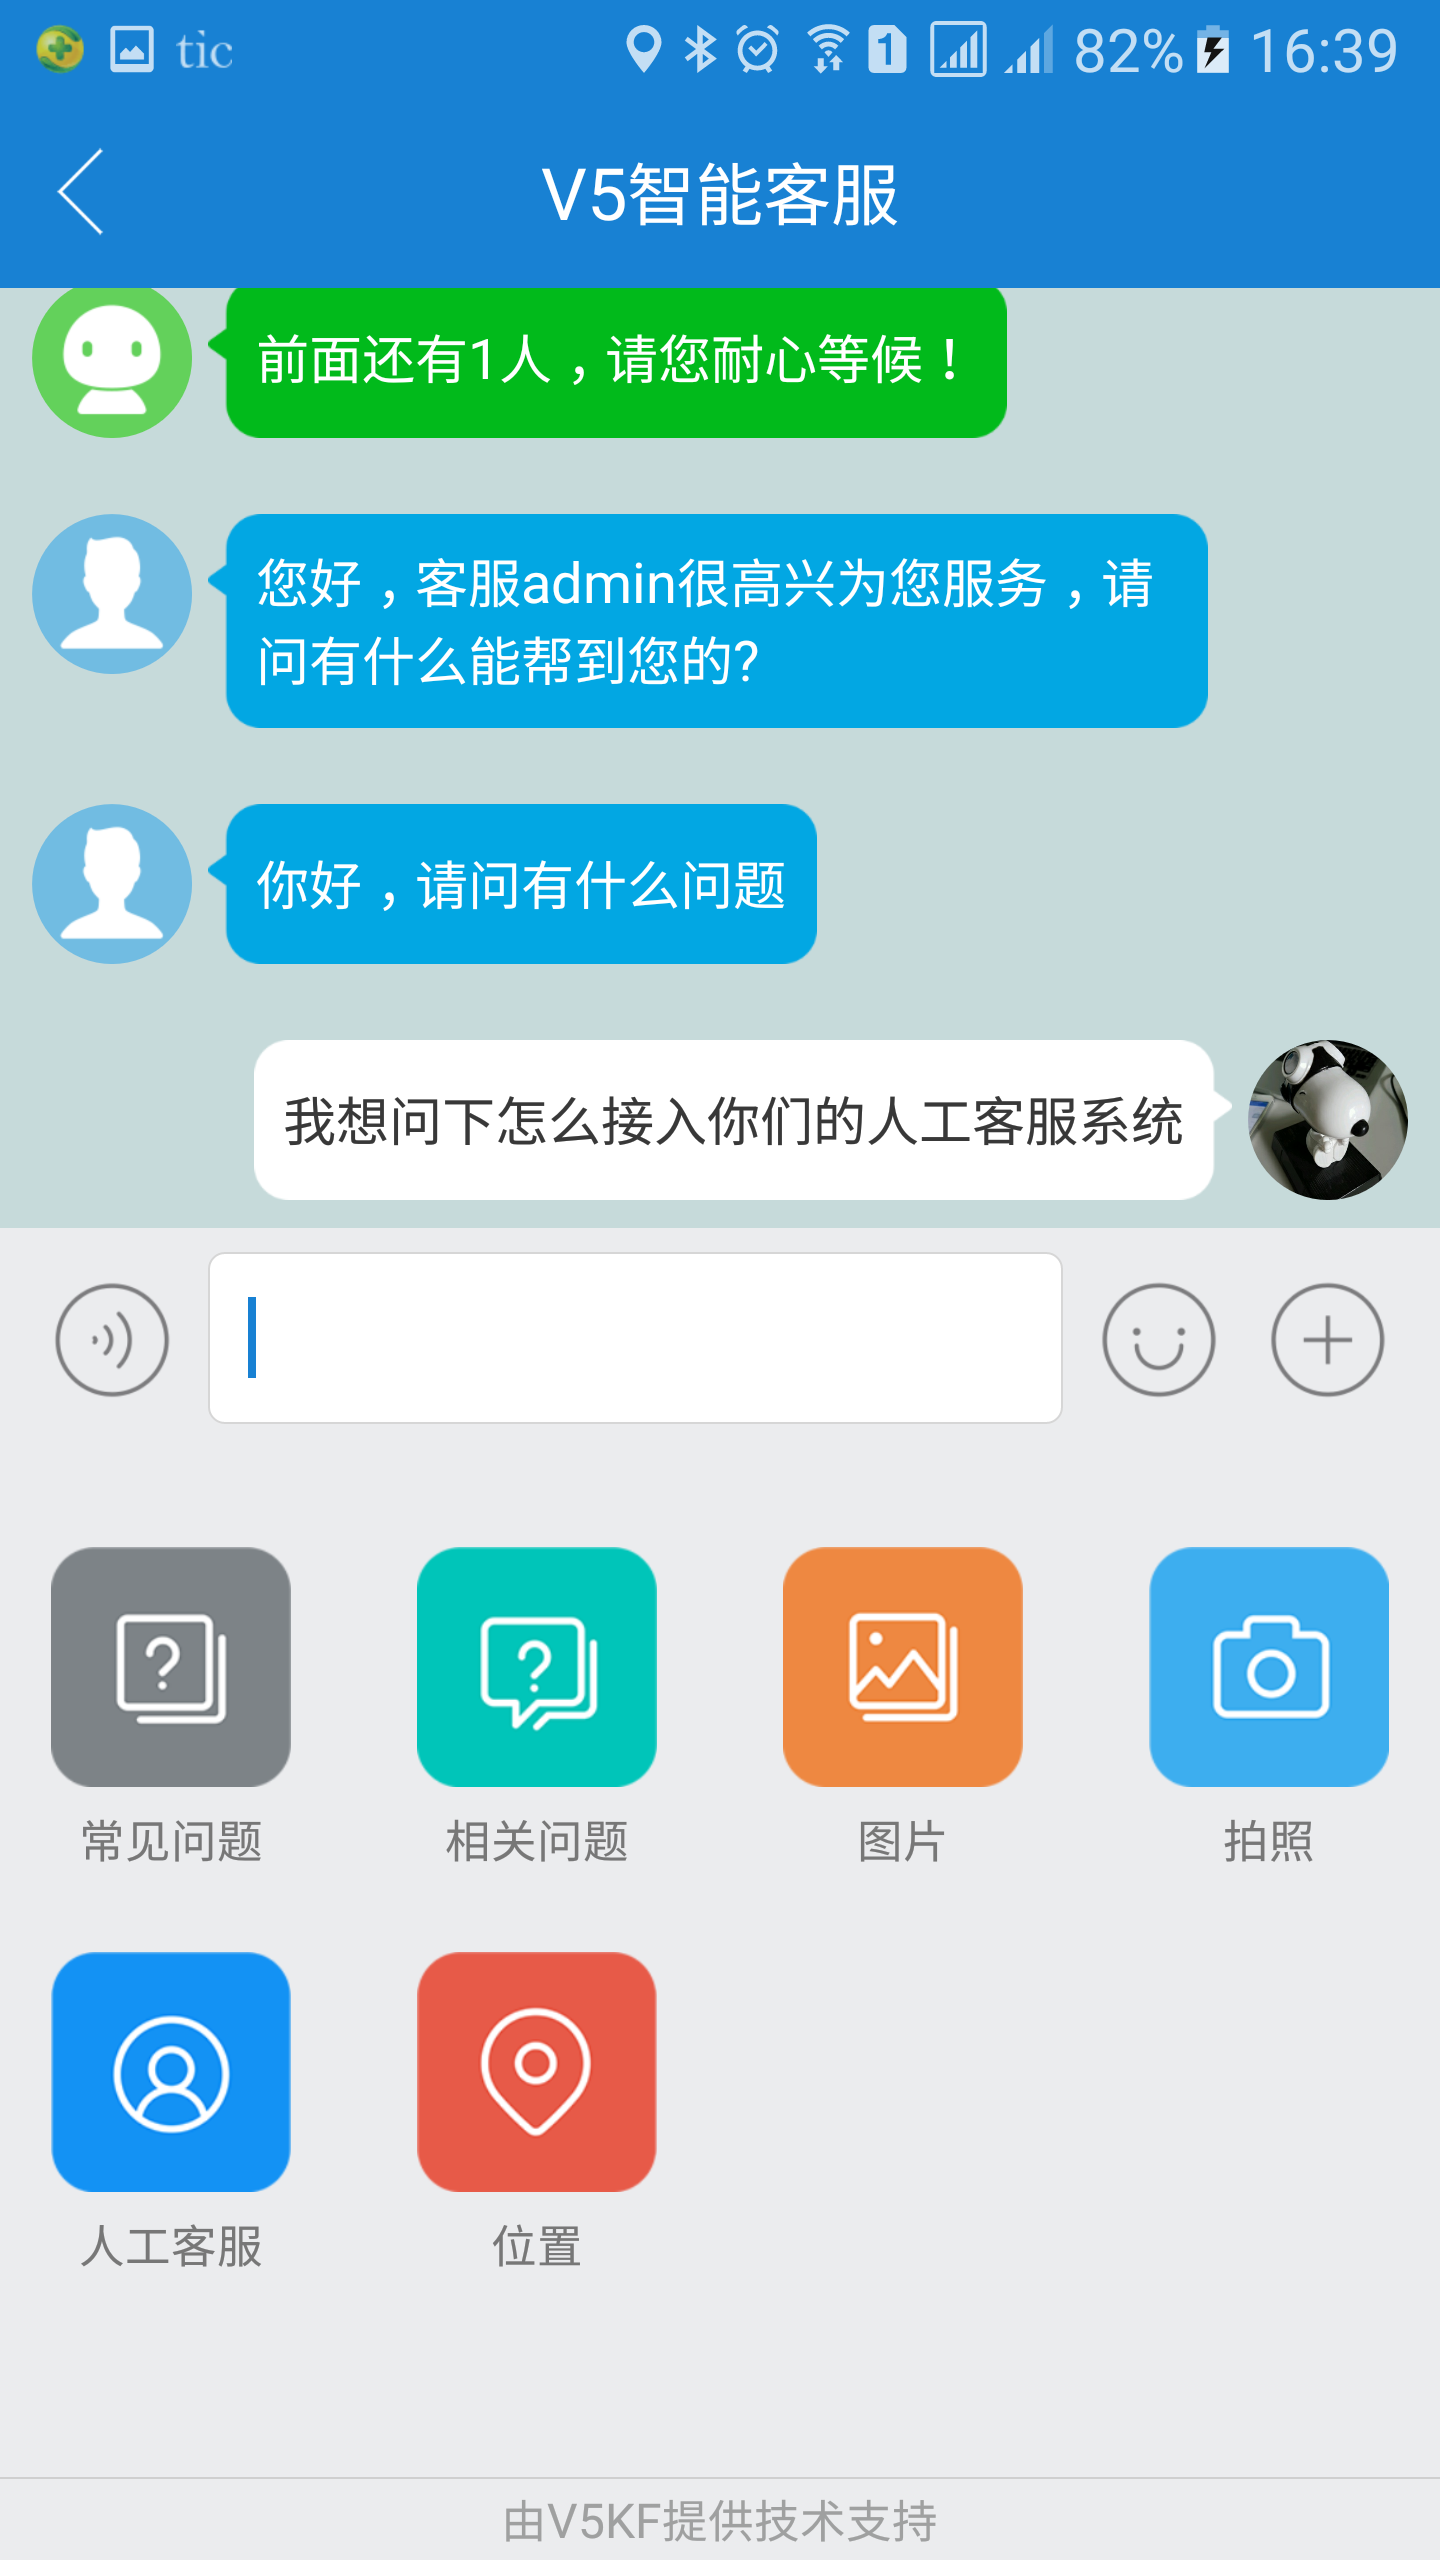 tic
1
82%
16:39
V5智能客服
前面还有1人，请您耐心等候！
您好，客服admin很高兴为您服务，请
问有什么能帮到您的?
你好，请问有什么问题
我想问下怎么接入你们的人工客服系统
常见问题
相关问题
图片
拍照
人工客服
位置
由V5KF提供技术支持